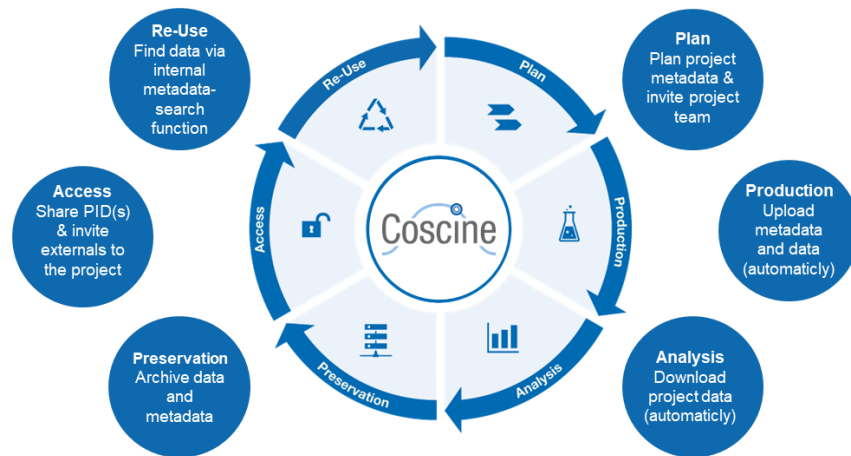 Re-Use
Find data via
internal
metadata-
search
function
Plan
Plan project
metadata &
invite project
team
Access
Share PID(s)
& invite
externals to
the project
Production
Upload
metadata
and data
(automaticly)
Preservation
Archive data
and
metadata
Analysis
Download
project data
(automaticly)
Re-Use
Plan
Access
Coscine
Production
Preservation
Analysis